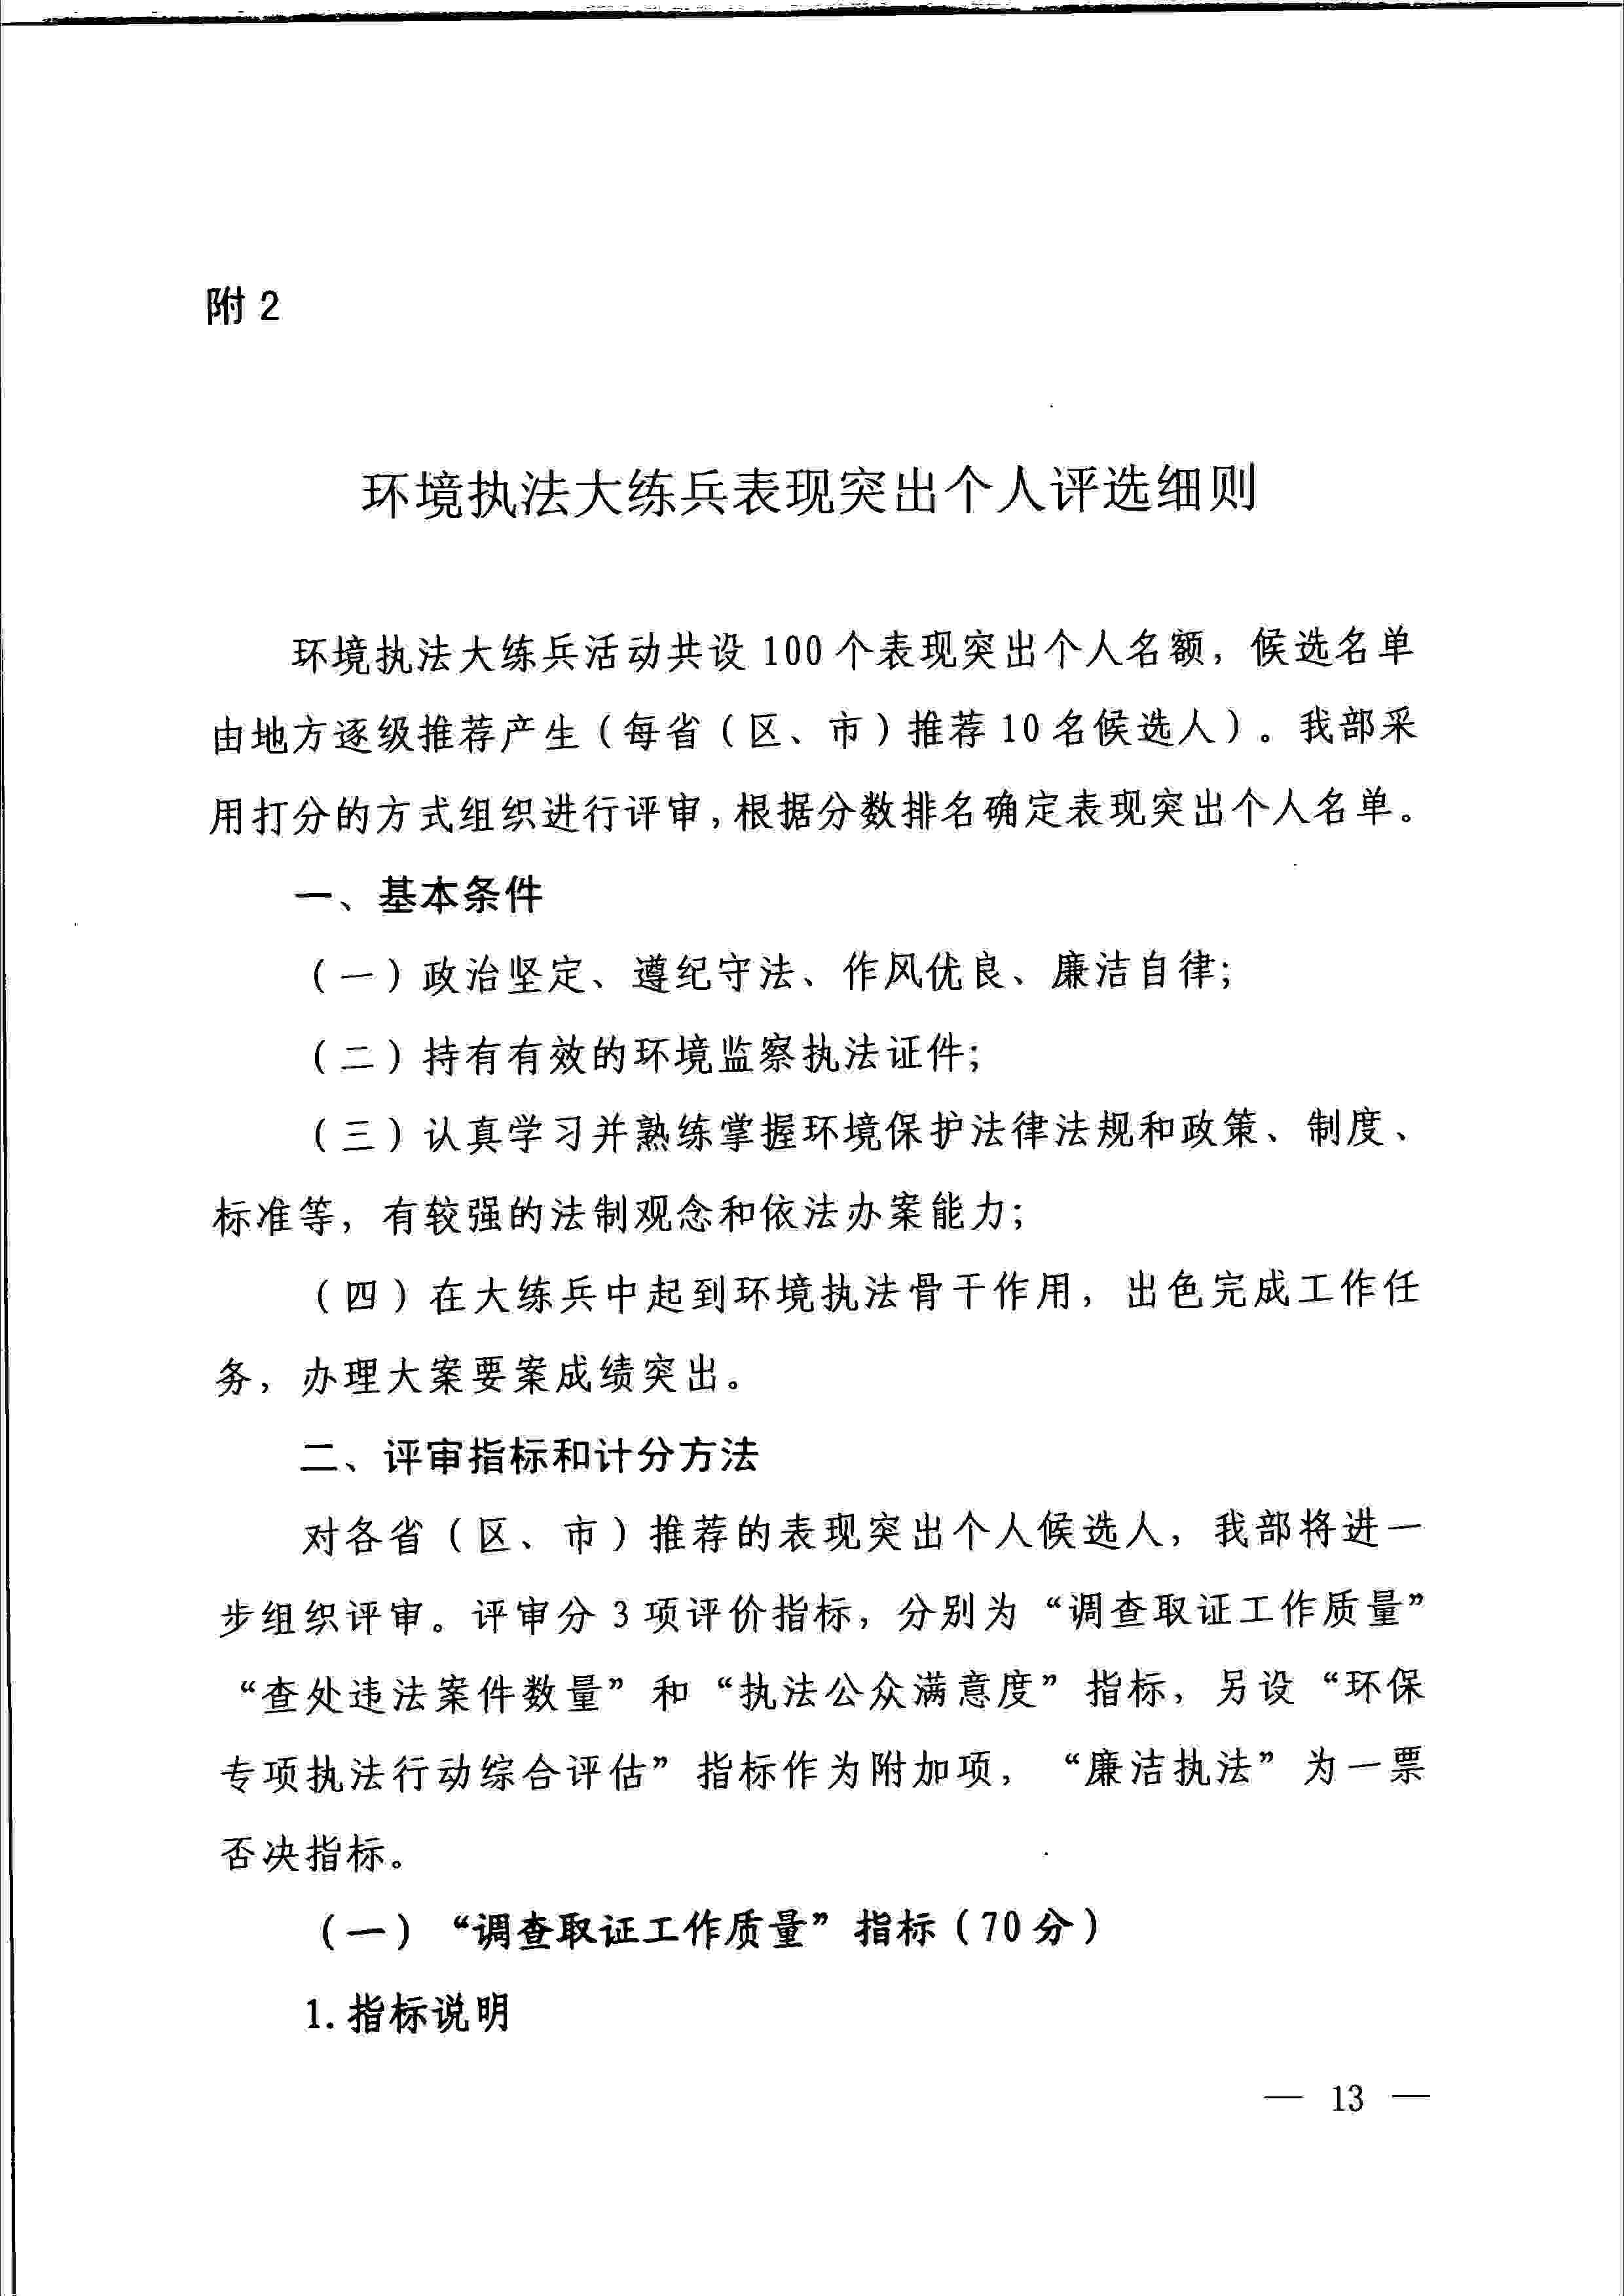 附 2
环境执法大练兵表现突出个人评选细则
环境执法大练兵活动共设 100 个表现突出个人名额，候选名单
由地方逐级推荐产生（每省（区、市）推荐 10 名候选人）。我部采
用打分的方式组织进行评审，根据分数排名确定表现突出个人名单。
一、基本条件
（一）政治坚定、遵纪守法、作风优良、廉洁自律；
（二）持有有效的环境监察执法证件；
（三）认真学习并熟练掌握环境保护法律法规和政策、制度、
标准等，有较强的法制观念和依法办案能力；
（四）在大练兵中起到环境执法骨干作用，出色完成工作任
务，办理大案要案成绩突出。
二、评审指标和计分方法
对各省（区、市）推荐的表现突出个人候选人，我部将进一
步组织评审。评审分 3 项评价指标，分别为“调查取证工作质量”
“查处违法案件数量”和“执法公众满意度”指标，另设“环保
专项执法行动综合评估”指标作为附加项，“廉洁执法”为一票
否决指标。
（一）“调查取证工作质量”指标（70 分）
1. 指标说明
— 13 —